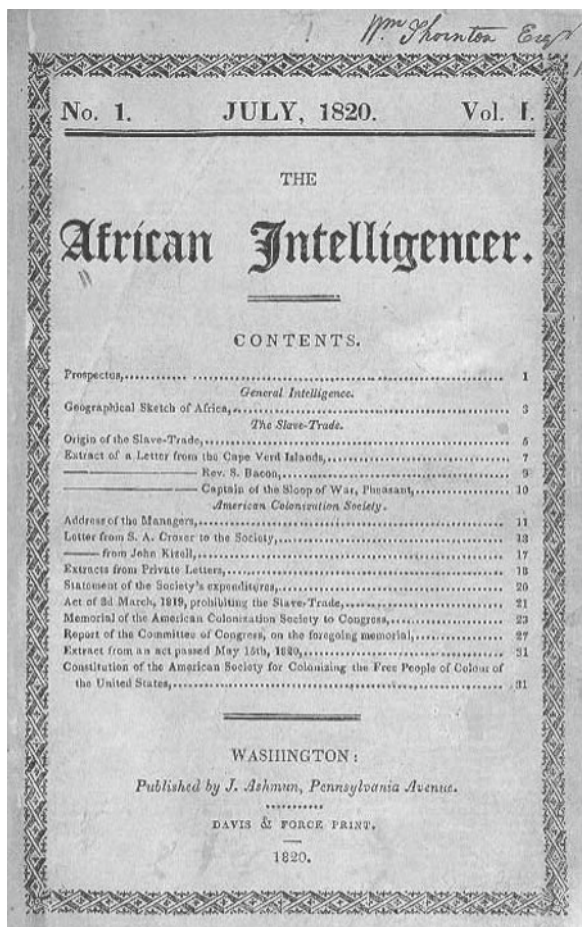 Wm Thornton Esqr
No. 1. JULY, 1820. Vol. I.
THE
African Intelligencer.
CONTENTS.
Prospectus,.......... .................................................. 1
General Intelligence.
Geographical Sketch of Africa,.................................................. 3
The Slave-Trade.
Origin of the Slave-Trade,.................................................. 5
Extract of a Letter from the Cape Verd Islands,.............................. 7
——————— Rev. S. Bacon,.............................. 9
——————— Captain of the Sloop of War, Pheasant,............... 10
American Colonization Society.
Address of the Managers,.................................................. 11
Letter from S. A. Crozer to the Society,.............................. 13
—— from John Kizell,.................................................. 17
Extracts from Private Letters,.................................................. 18
Statement of the Society's expenditures,.............................. 20
Act of 3d March, 1819, prohibiting the Slave-Trade,.................... 21
Memorial of the American Colonization Society to Congress,............... 23
Report of the Committee of Congress, on the foregoing memorial,............... 27
Extract from an act passed May 15th, 1820,.............................. 31
Constitution of the American Society for Colonizing the Free People of Colour of
the United States,.................................................. 31
WASHINGTON:
Published by J. Ashmun, Pennsylvania Avenue.
...........
DAVIS & FORCE PRINT.
1820.